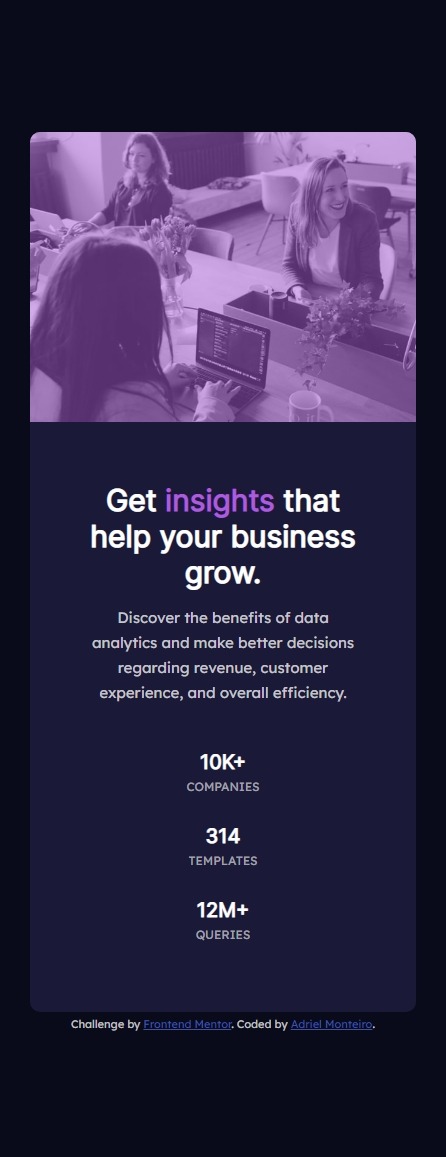 Get insights that
help your business
grow.
Discover the benefits of data
analytics and make better decisions
regarding revenue, customer
experience, and overall efficiency.
10K+
COMPANIES
314
TEMPLATES
12M+
QUERIES
Challenge by Frontend Mentor. Coded by Adriel Monteiro.